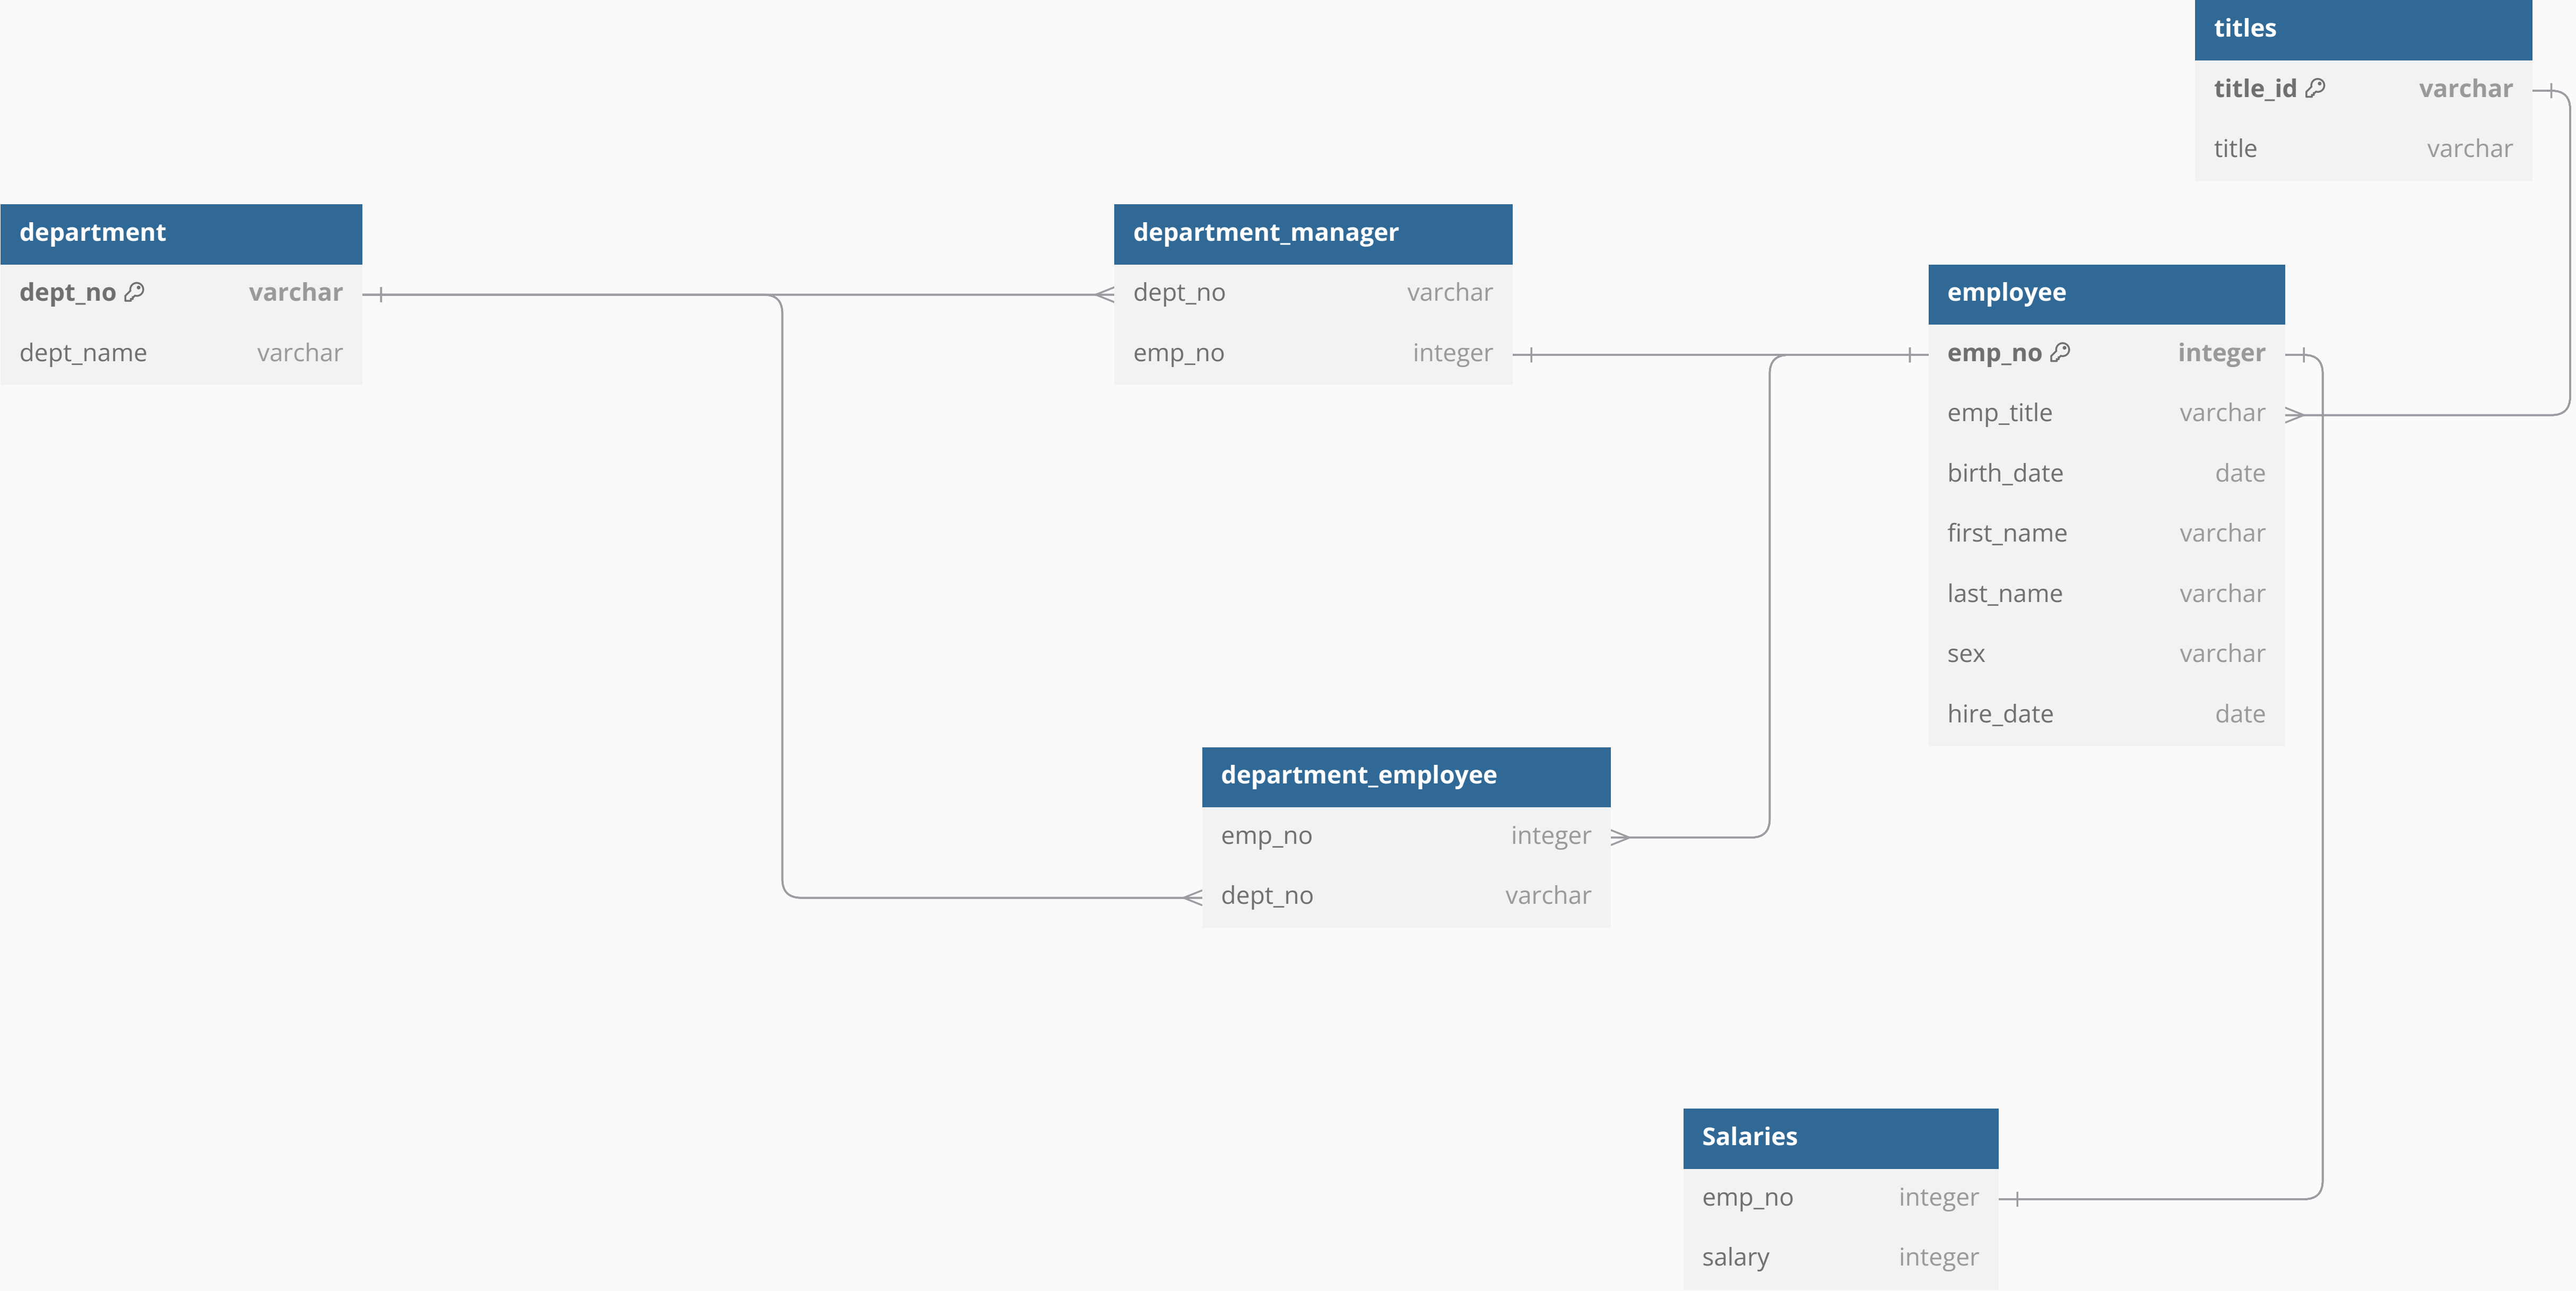 titles
title_id varchar
title varchar
department
dept_no varchar
dept_name varchar
department_manager
dept_no varchar
emp_no integer
employee
emp_no integer
emp_title varchar
birth_date date
first_name varchar
last_name varchar
sex varchar
hire_date date
department_employee
emp_no integer
dept_no varchar
Salaries
emp_no integer
salary integer